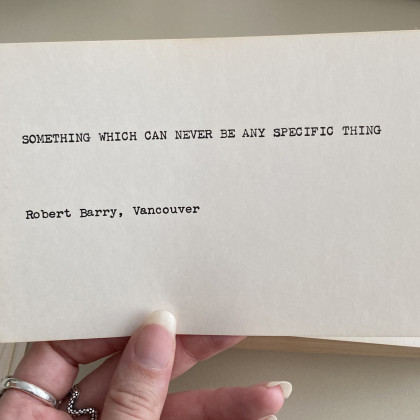 SOMETHING WHICH CAN NEVER BE ANY SPECIFIC THING
Robert Barry, Vancouver